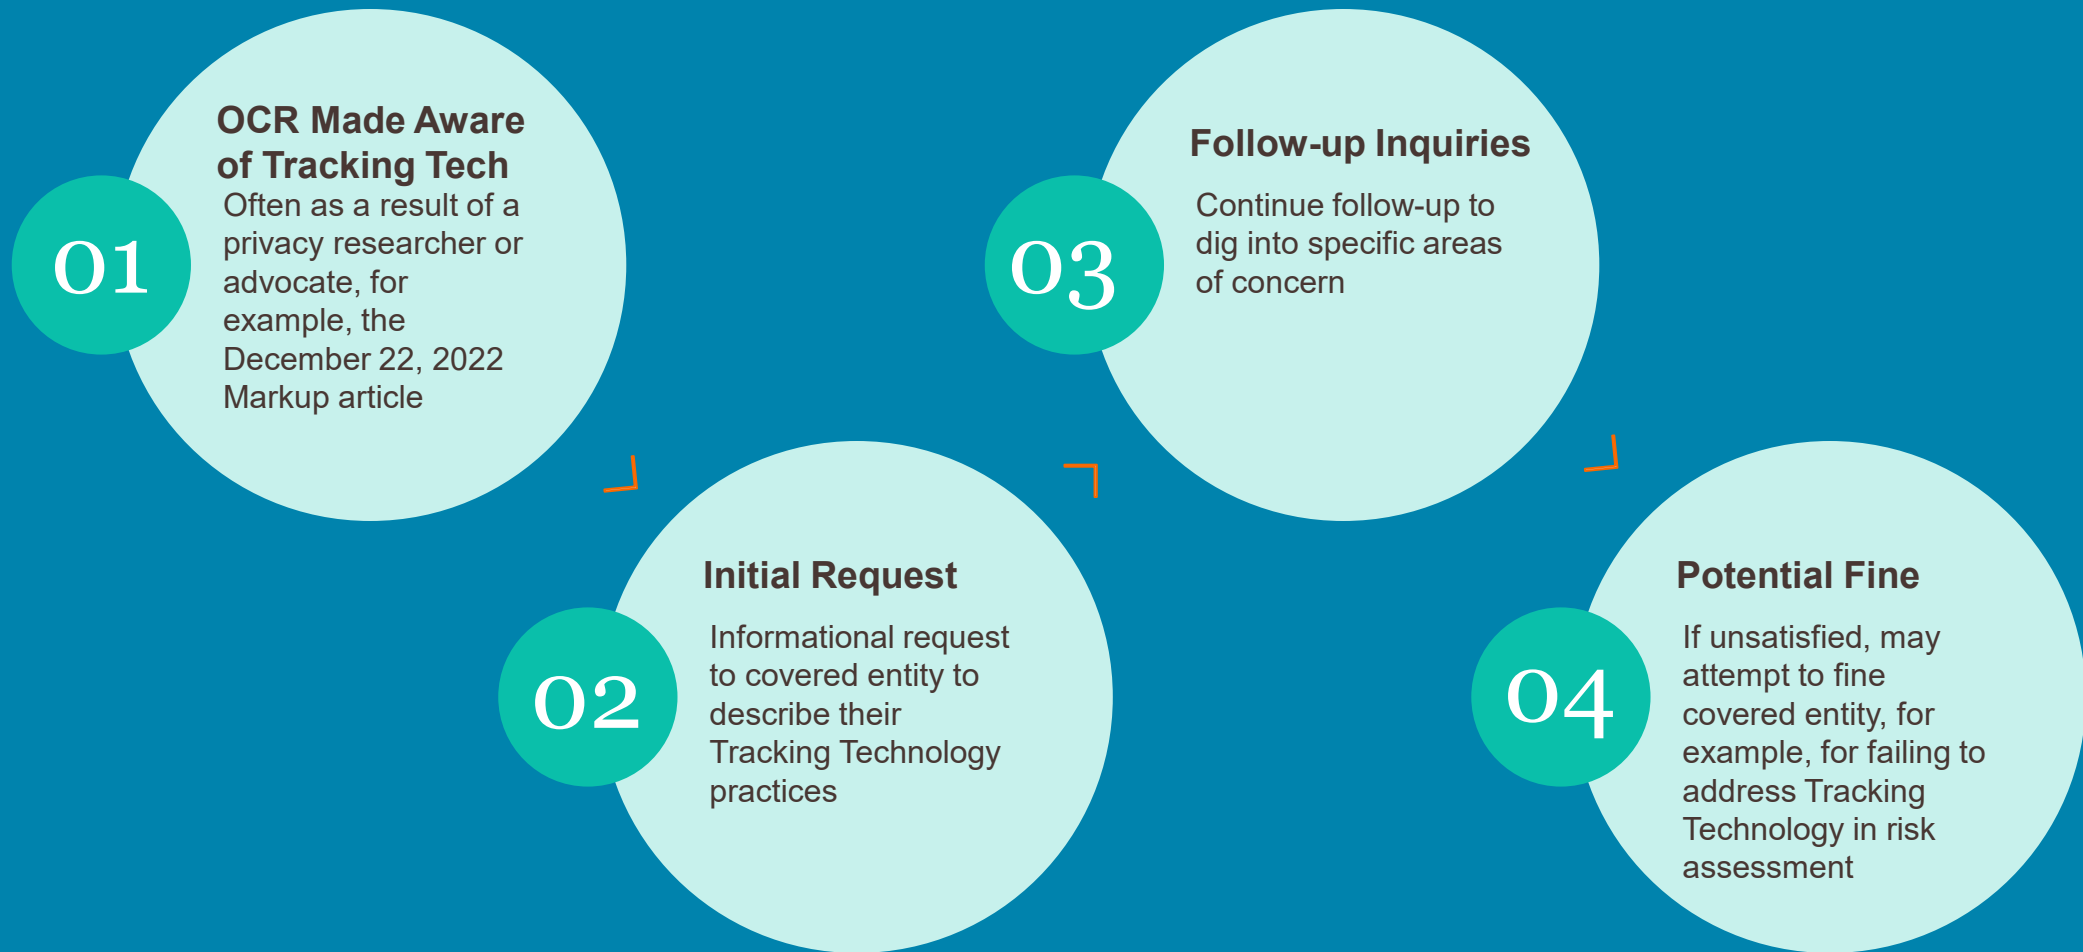 01
OCR Made Aware
of Tracking Tech
Often as a result of a
privacy researcher or
advocate, for
example, the
December 22, 2022
Markup article
02
Initial Request
Informational request
to covered entity to
describe their
Tracking Technology
practices
03
Follow-up Inquiries
Continue follow-up to
dig into specific areas
of concern
04
Potential Fine
If unsatisfied, may
attempt to fine
covered entity, for
example, for failing to
address Tracking
Technology in risk
assessment